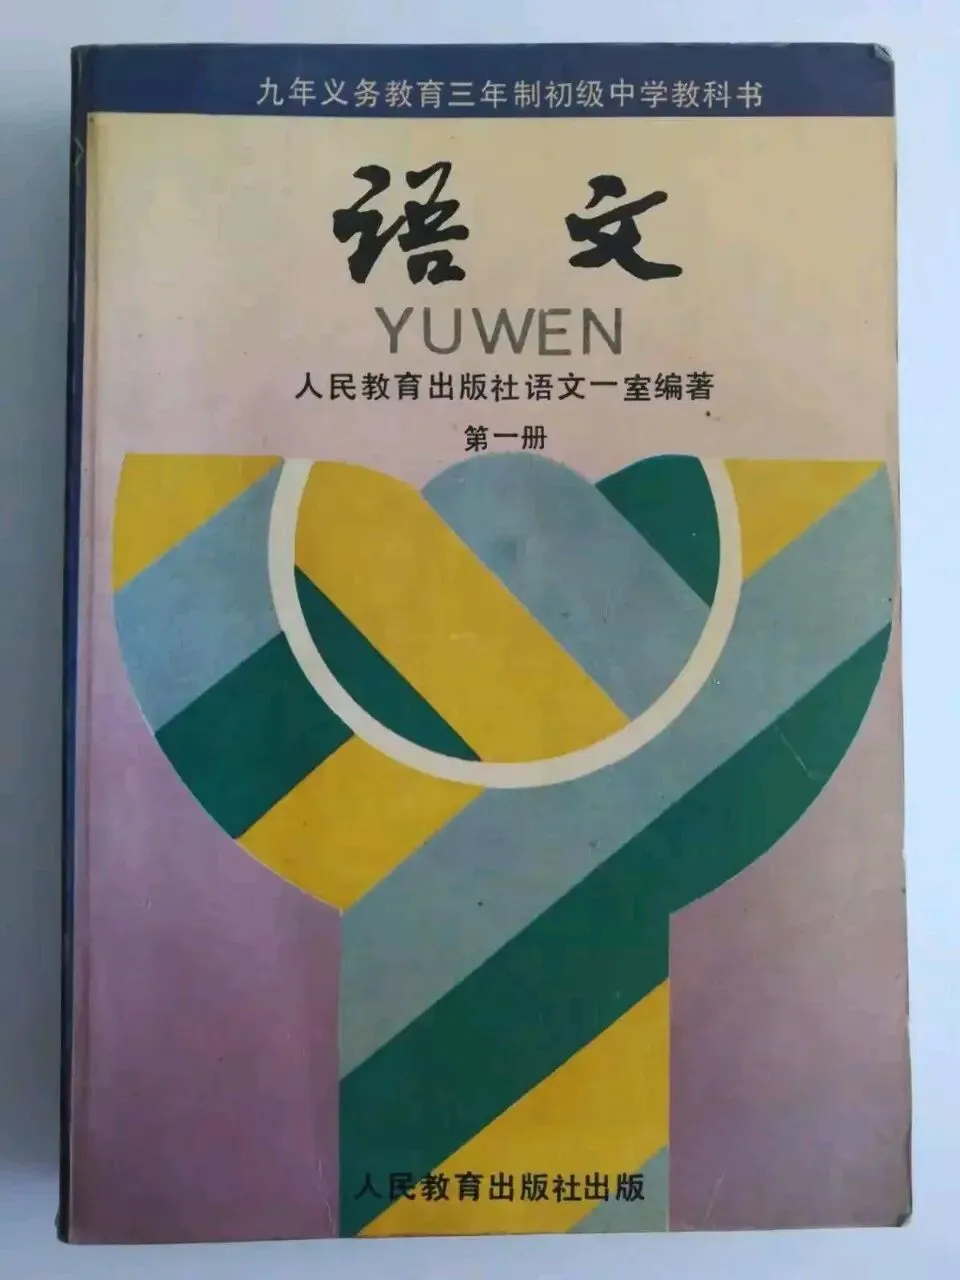 九年义务教育三年制初级中学教科书
语文
YUWEN
人民教育出版社语文一室编著
第一册
人民教育出版社出版